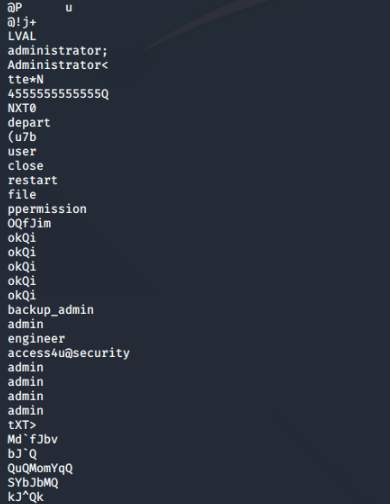 @P      u
@!j+
LVAL
administrator;
Administrator<
tte*N
4555555555555Q
NXT0
depart
(u7b
user
close
restart
file
ppermission
OQfJim
okQi
okQi
okQi
okQi
okQi
backup_admin
admin
engineer
access4u@security
admin
admin
admin
admin
tXT>
Md`fJbv
bJ`Q
QuQMomYqQ
SYbJbMQ
kJ^Qk